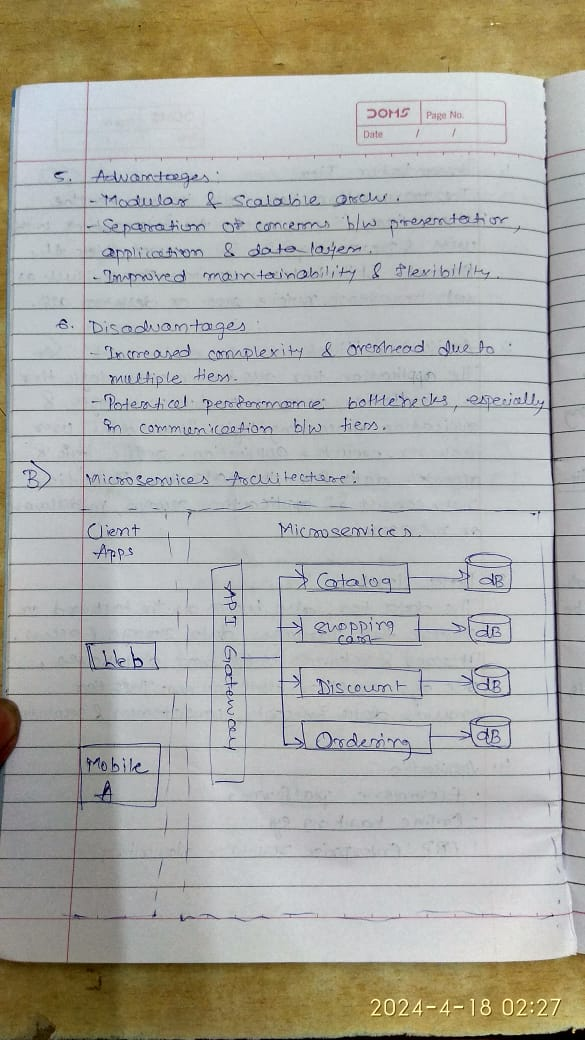 DOMS
Page No.
Date / /
5. Advantages:
- Modular & Scalable arch.
- Separation of concerns b/w presentation,
application & data layers.
- Improved maintainability & flexibility.
6. Disadvantages:
- Increased complexity & overhead due to
multiple tiers.
- Potential performance bottlenecks, especially
in communication b/w tiers.
B) Microservices Architecture:
Client
Apps
Microservices.
API Gateway
Catalog
dB
Shopping
cart
dB
Web
Discount
dB
Ordering
dB
Mobile
A
2024-4-18 02:27